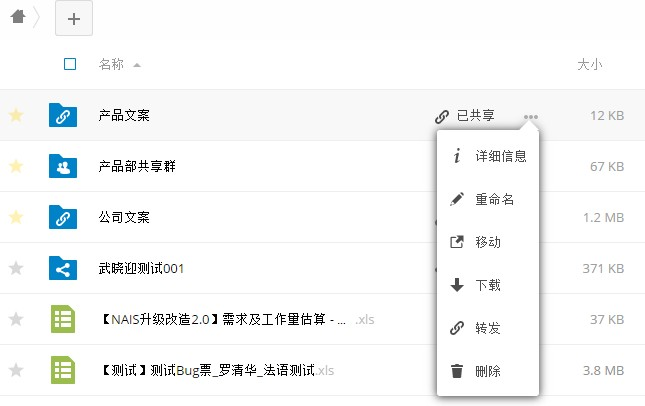 +
名称 大小
产品文案 已共享 ••• 12 KB
产品部共享群 67 KB
公司文案 1.2 MB
武晓迎测试001 371 KB
【NAIS升级改造2.0】需求及工作量估算 - ... .xls 37 KB
【测试】测试Bug票_罗清华_法语测试.xls 3.8 MB
详细信息
重命名
移动
下载
转发
删除